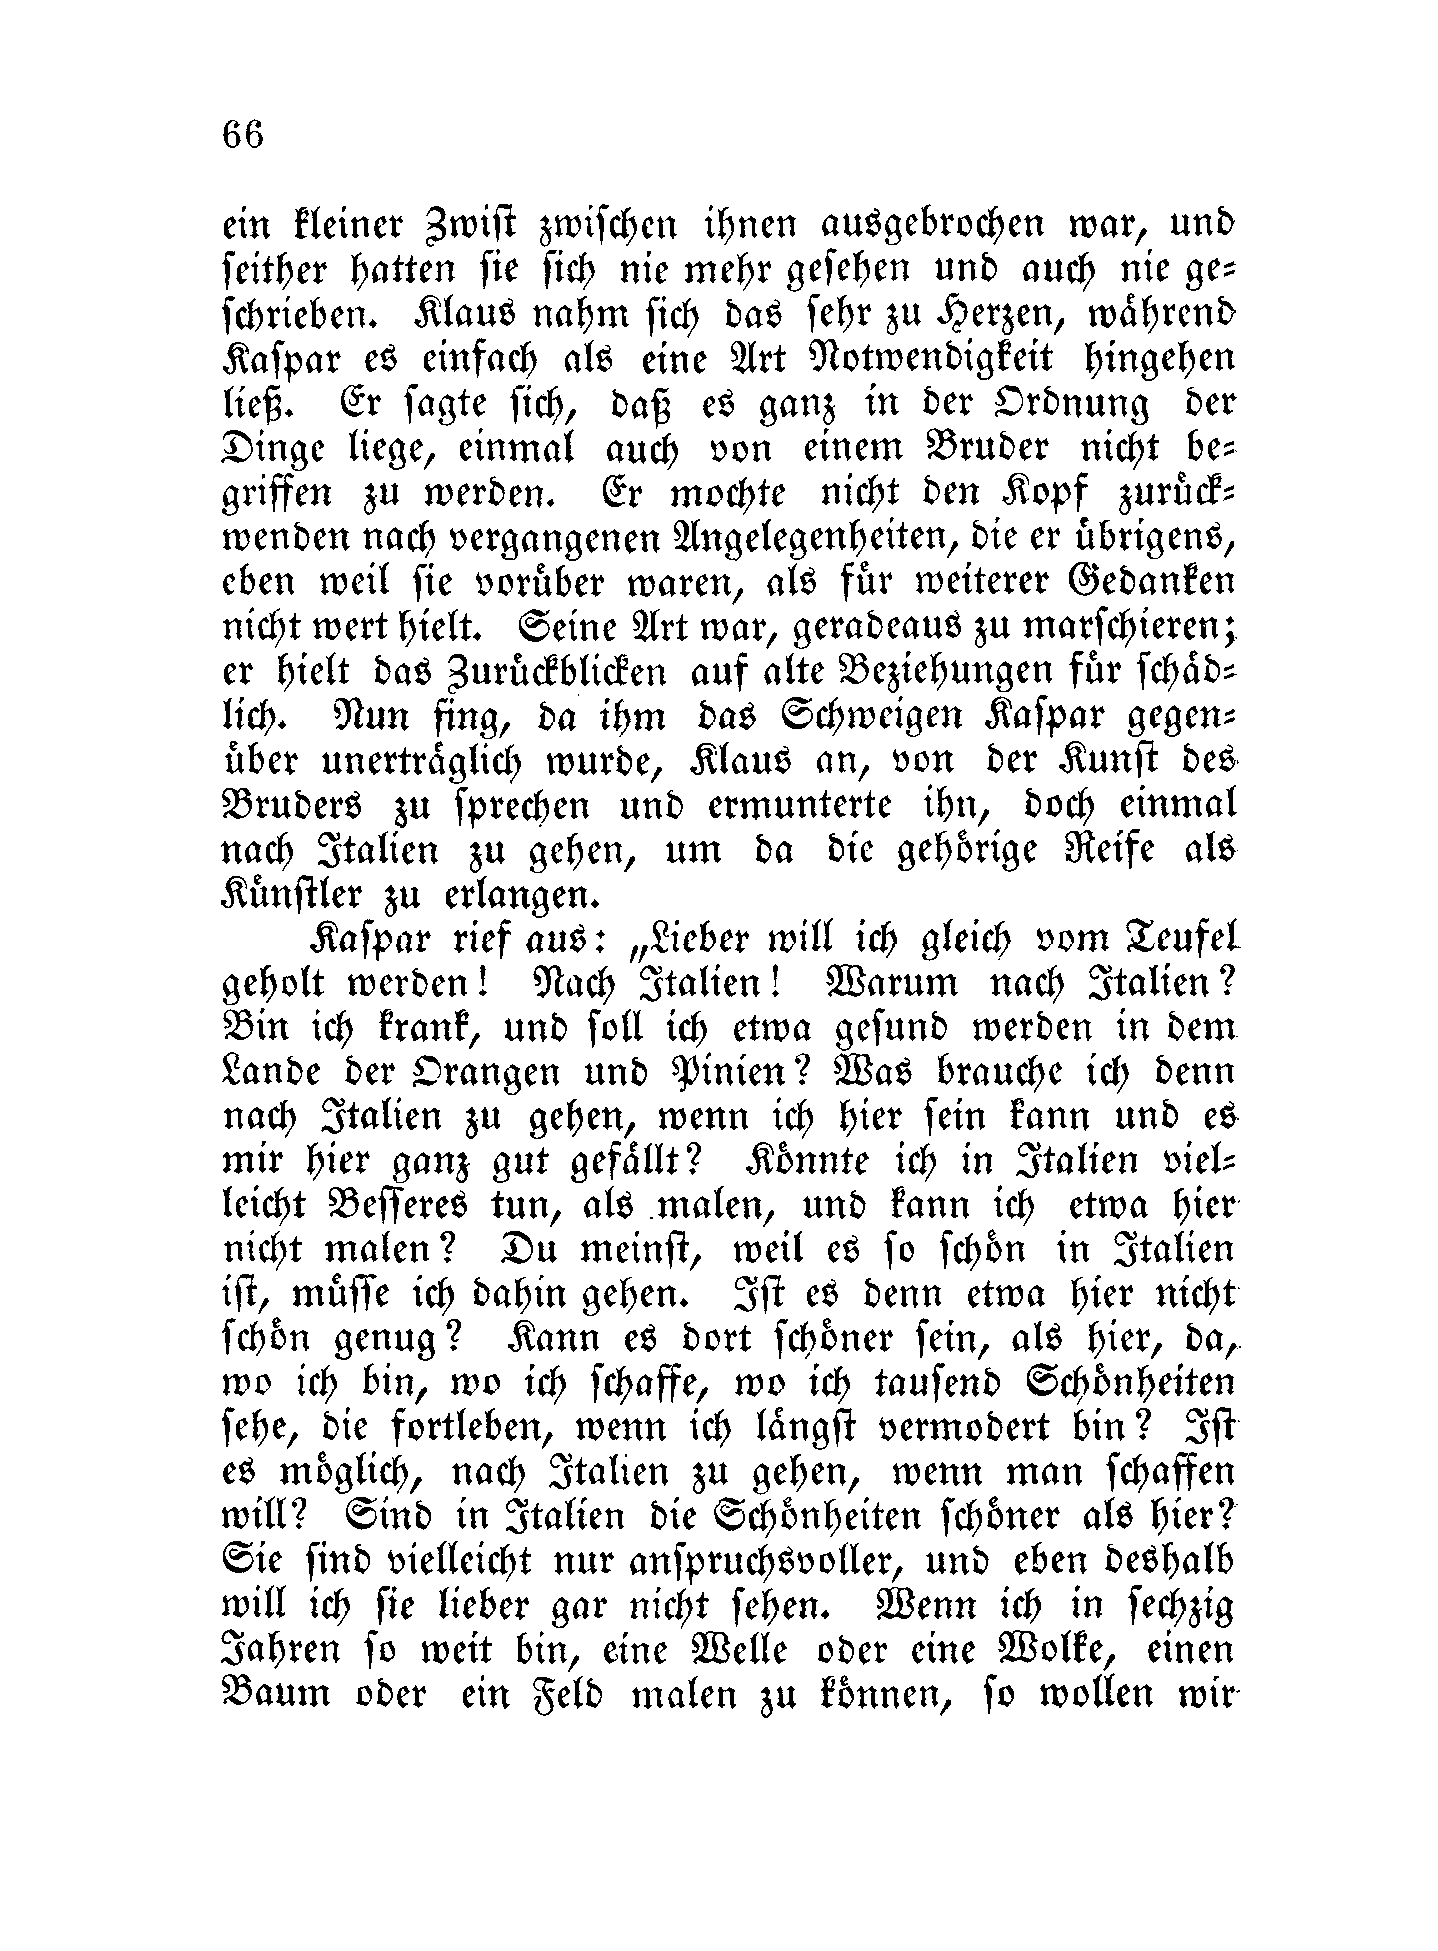 66
ein kleiner Zwist zwischen ihnen ausgebrochen war, und
seither hatten sie sich nie mehr gesehen und auch nie ge-
schrieben. Klaus nahm sich das sehr zu Herzen, während
Kaspar es einfach als eine Art Notwendigkeit hingehen
ließ. Er sagte sich, daß es ganz in der Ordnung der
Dinge liege, einmal auch von einem Bruder nicht be-
griffen zu werden. Er mochte nicht den Kopf zurück-
wenden nach vergangenen Angelegenheiten, die er übrigens,
eben weil sie vorüber waren, als für weiterer Gedanken
nicht wert hielt. Seine Art war, geradeaus zu marschieren;
er hielt das Zurückblicken auf alte Beziehungen für schäd-
lich. Nun fing, da ihm das Schweigen Kaspar gegen-
über unerträglich wurde, Klaus an, von der Kunst des
Bruders zu sprechen und ermunterte ihn, doch einmal
nach Italien zu gehen, um da die gehörige Reife als
Künstler zu erlangen.
Kaspar rief aus: „Lieber will ich gleich vom Teufel
geholt werden! Nach Italien! Warum nach Italien?
Bin ich krank, und soll ich etwa gesund werden in dem
Lande der Orangen und Pinien? Was brauche ich denn
nach Italien zu gehen, wenn ich hier sein kann und es
mir hier ganz gut gefällt? Könnte ich in Italien viel-
leicht Besseres tun, als malen, und kann ich etwa hier
nicht malen? Du meinst, weil es so schön in Italien
ist, müsse ich dahin gehen. Ist es denn etwa hier nicht
schön genug? Kann es dort schöner sein, als hier, da,
wo ich bin, wo ich schaffe, wo ich tausend Schönheiten
sehe, die fortleben, wenn ich längst vermodert bin? Ist
es möglich, nach Italien zu gehen, wenn man schaffen
will? Sind in Italien die Schönheiten schöner als hier?
Sie sind vielleicht nur anspruchsvoller, und eben deshalb
will ich sie lieber gar nicht sehen. Wenn ich in sechzig
Jahren so weit bin, eine Welle oder eine Wolke, einen
Baum oder ein Feld malen zu können, so wollen wir